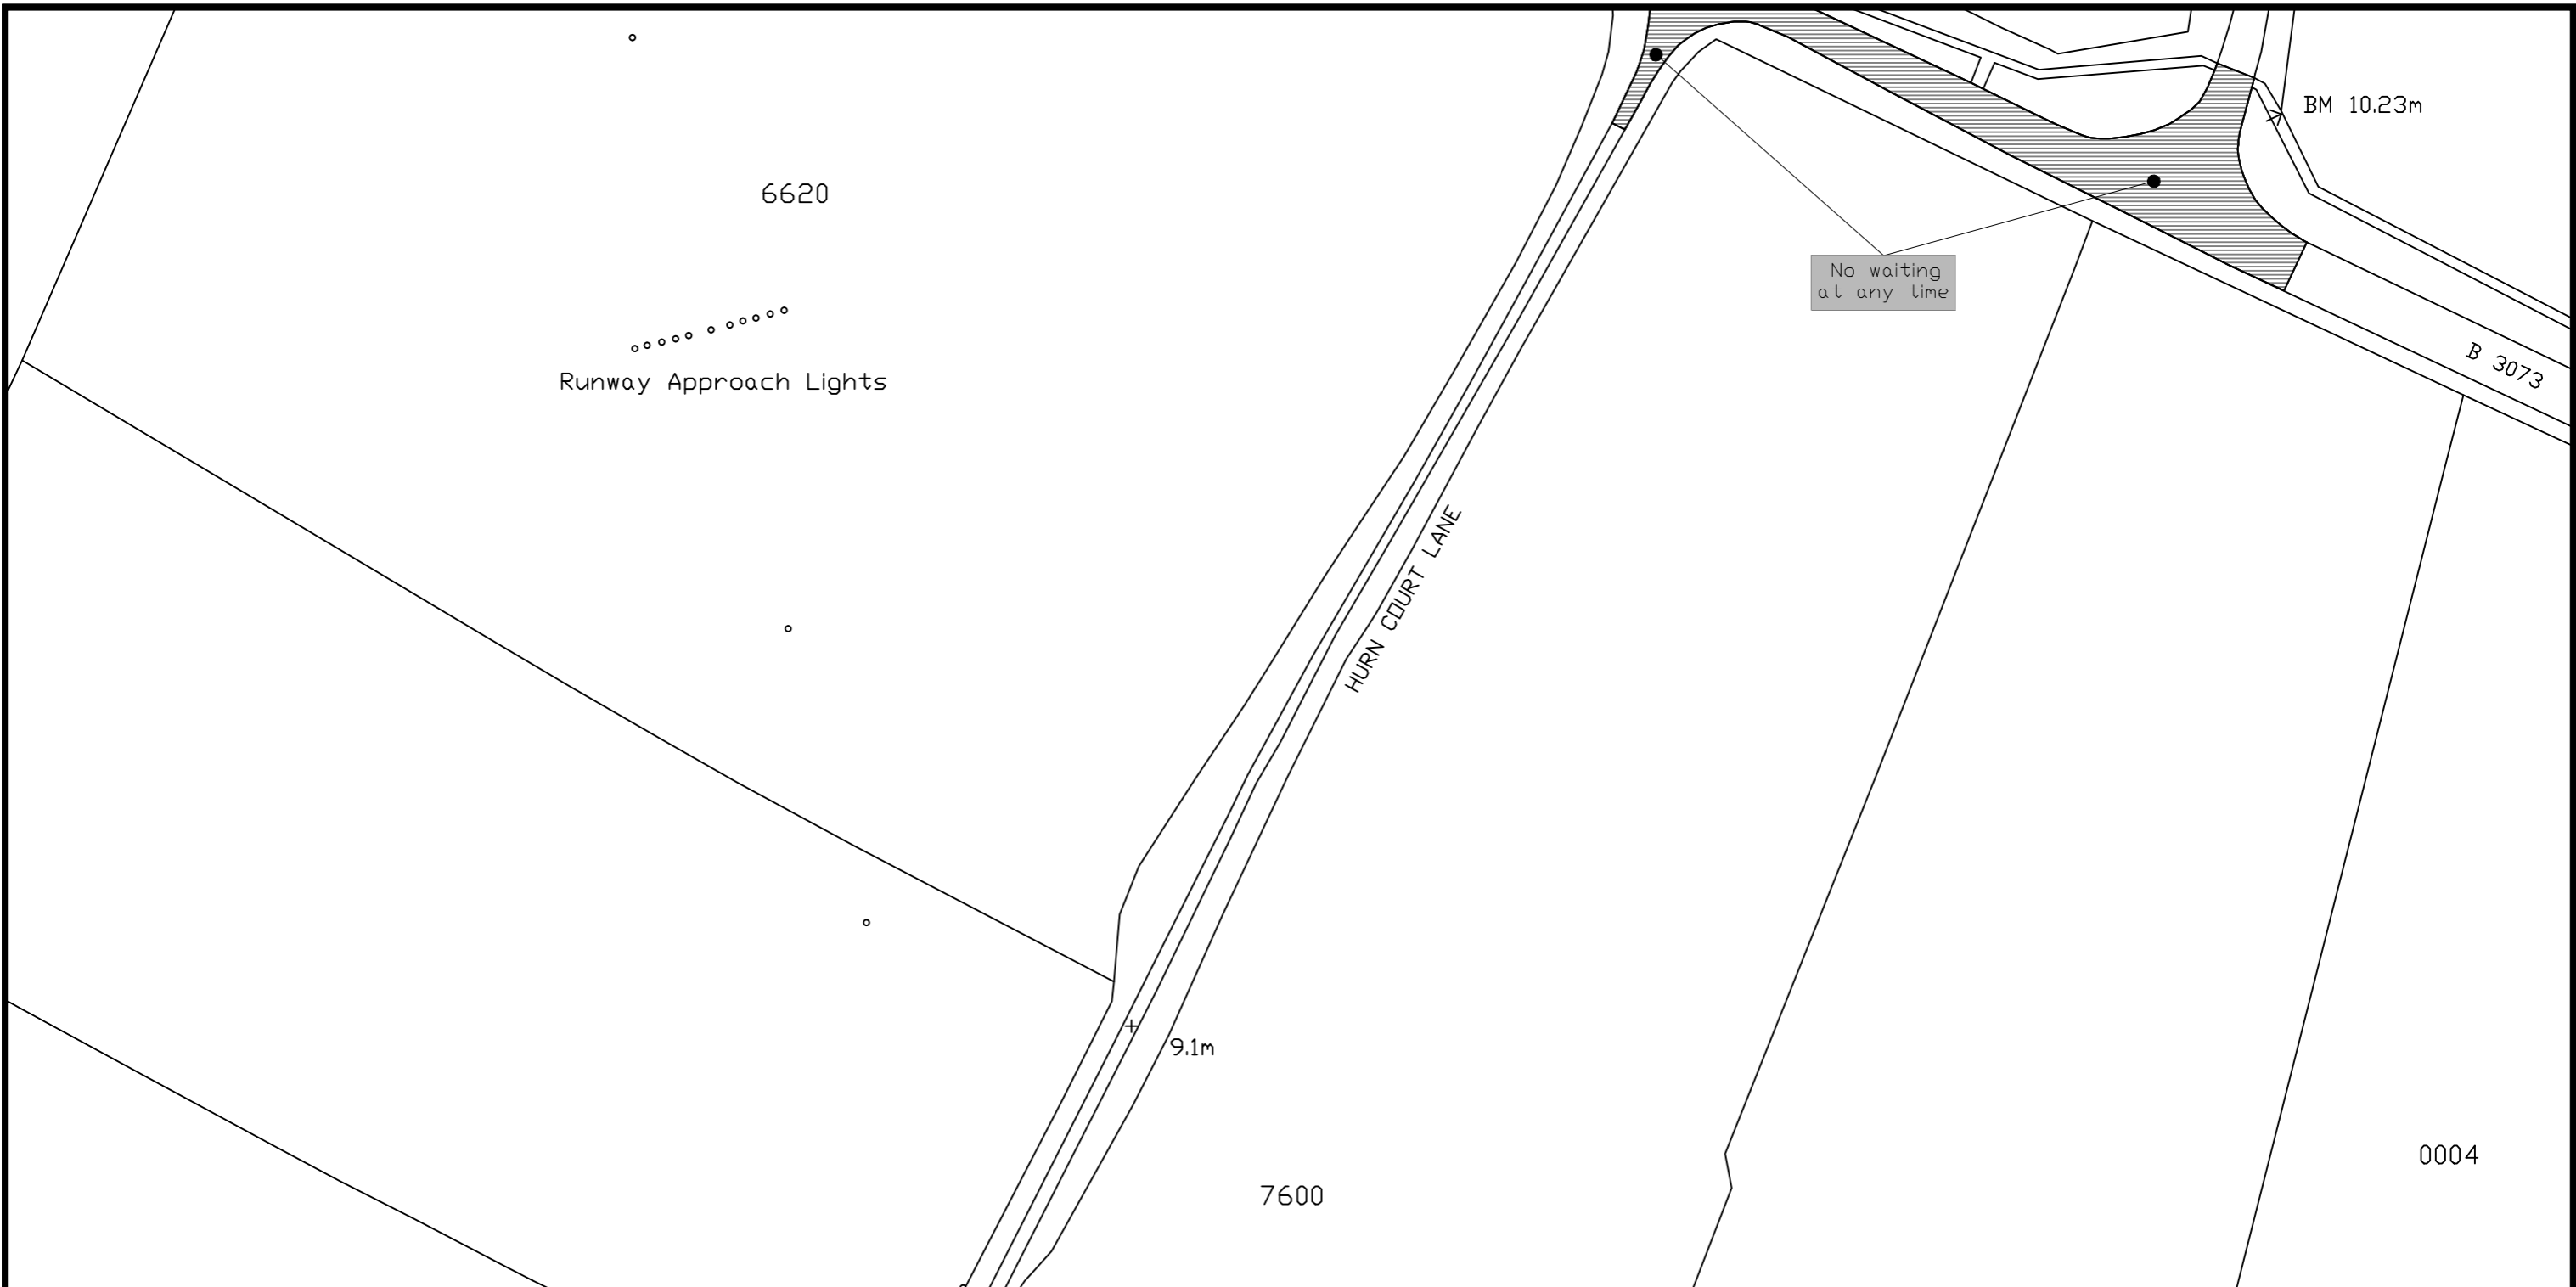 BM 10.23m
6620
No waiting
at any time
B 3073
Runway Approach Lights
HURN COURT LANE
9.1m
0004
7600